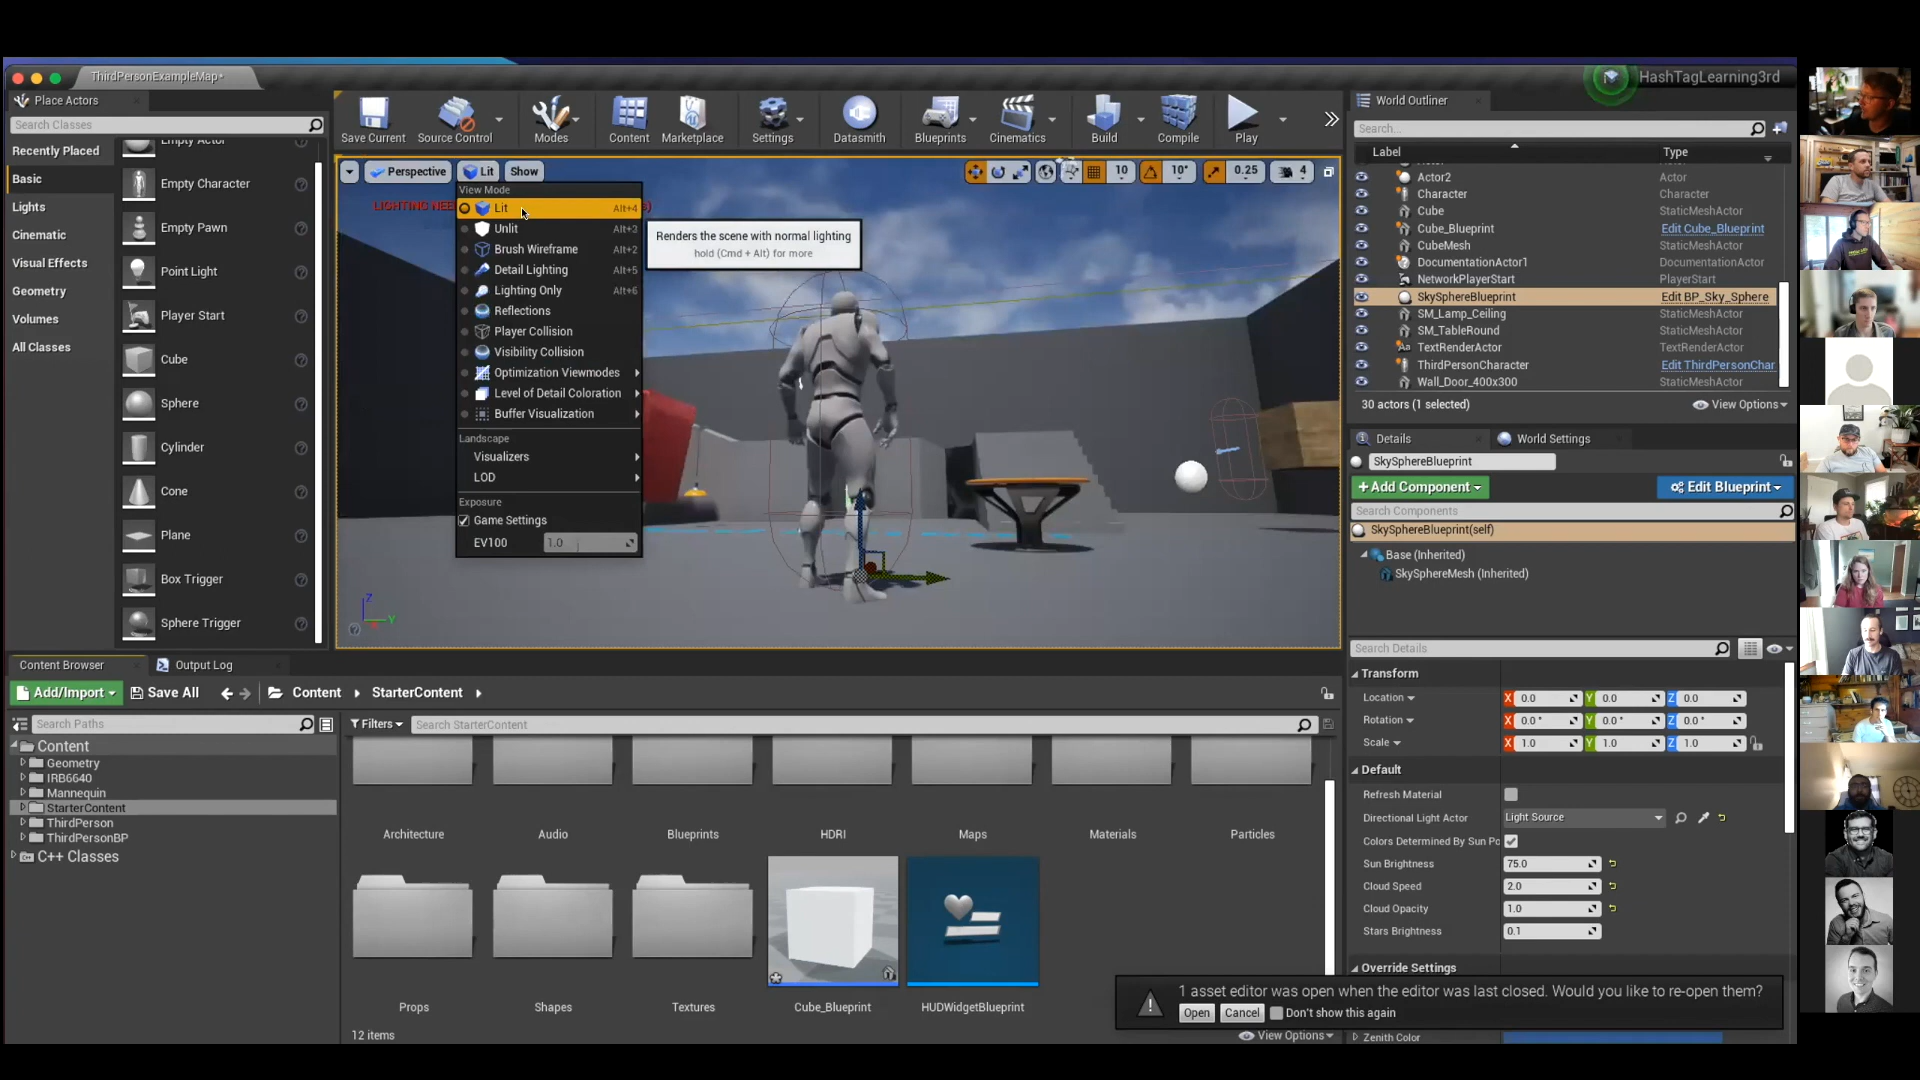 ThirdPersonExampleMap*
HashTagLearning3rd
Place Actors
Search Classes
Recently Placed
Basic
Lights
Cinematic
Visual Effects
Geometry
Volumes
All Classes
Empty Actor
Empty Character
Empty Pawn
Point Light
Player Start
Cube
Sphere
Cylinder
Cone
Plane
Box Trigger
Sphere Trigger
Save Current
Source Control
Modes
Content
Marketplace
Settings
Datasmith
Blueprints
Cinematics
Build
Compile
Play
Perspective
Lit
Show
10
10°
0.25
4
LIGHTING NEE
View Mode
Lit Alt+4
Unlit Alt+3
Brush Wireframe Alt+2
Detail Lighting Alt+5
Lighting Only Alt+6
Reflections
Player Collision
Visibility Collision
Optimization Viewmodes
Level of Detail Coloration
Buffer Visualization
Landscape
Visualizers
LOD
Exposure
Game Settings
EV100 1.0
Renders the scene with normal lighting
hold (Cmd + Alt) for more
Z
Y
World Outliner
Search...
Label Type
Actor2 Actor
Character Character
Cube StaticMeshActor
Cube_Blueprint Edit Cube_Blueprint
CubeMesh StaticMeshActor
DocumentationActor1 DocumentationActor
NetworkPlayerStart PlayerStart
SkySphereBlueprint Edit BP_Sky_Sphere
SM_Lamp_Ceiling StaticMeshActor
SM_TableRound StaticMeshActor
TextRenderActor TextRenderActor
ThirdPersonCharacter Edit ThirdPersonChar
Wall_Door_400x300 StaticMeshActor
30 actors (1 selected) View Options
Details
World Settings
SkySphereBlueprint
+Add Component
Edit Blueprint
Search Components
SkySphereBlueprint(self)
Base (Inherited)
SkySphereMesh (Inherited)
Search Details
Transform
Location X 0.0 Y 0.0 Z 0.0
Rotation X 0.0° Y 0.0° Z 0.0°
Scale X 1.0 Y 1.0 Z 1.0
Default
Refresh Material
Directional Light Actor Light Source
Colors Determined By Sun Po
Sun Brightness 75.0
Cloud Speed 2.0
Cloud Opacity 1.0
Stars Brightness 0.1
Override Settings
Zenith Color
Content Browser
Output Log
Add/Import
Save All
Content
StarterContent
Search Paths
Filters
Search StarterContent
Content
Geometry
IRB6640
Mannequin
StarterContent
ThirdPerson
ThirdPersonBP
C++ Classes
Architecture
Audio
Blueprints
HDRI
Maps
Materials
Particles
Props
Shapes
Textures
Cube_Blueprint
HUDWidgetBlueprint
12 items
View Options
1 asset editor was open when the editor was last closed. Would you like to re-open them?
Open
Cancel
Don't show this again